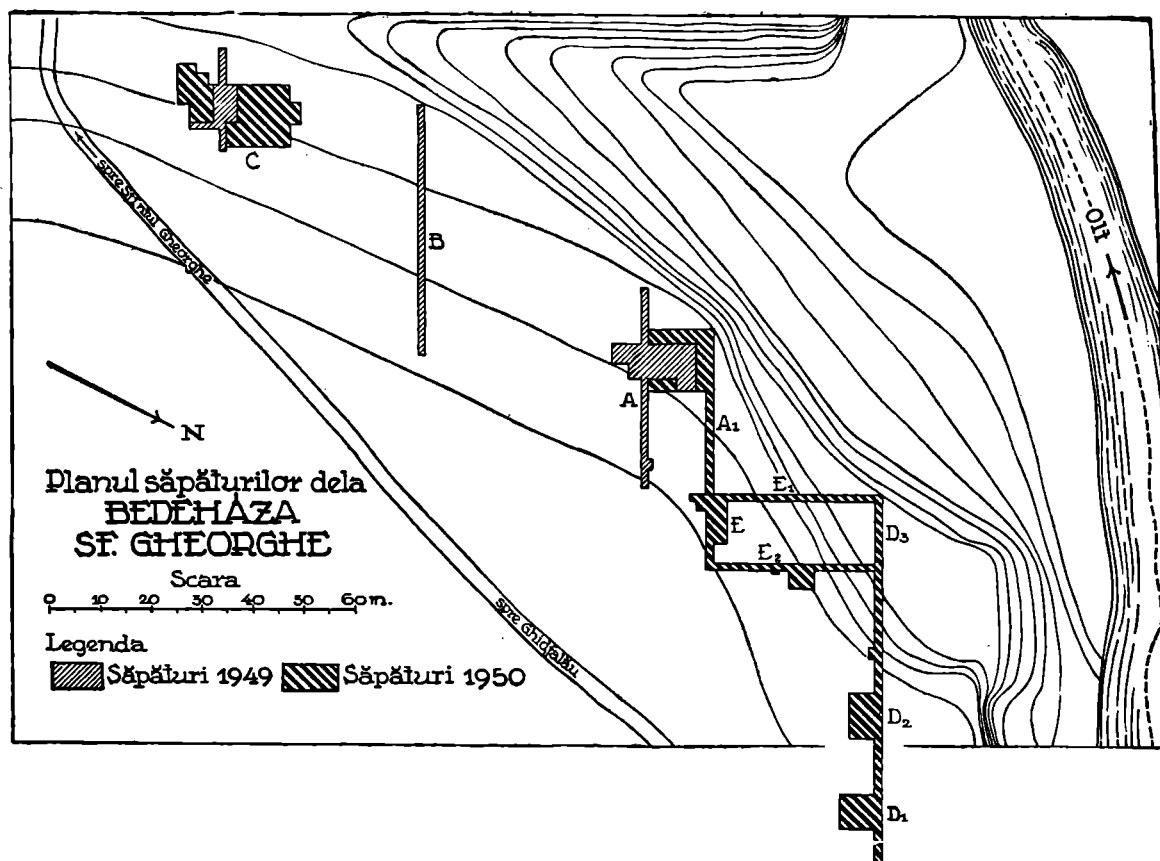 C
B
spre Sfîntu Gheorghe
Olt
A
A1
N
E1
E
D3
E2
Planul săpăturilor dela
BEDEHÁZA
SF. GHEORGHE
Scara
0 10 20 30 40 50 60m.
spre Ghidfalău
Legenda
Săpături 1949 Săpături 1950
D2
D1